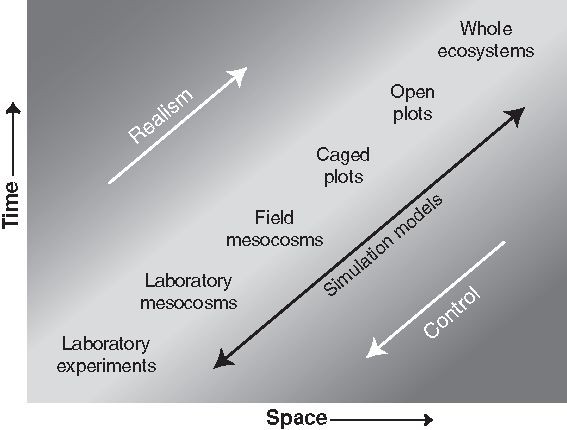 Whole
ecosystems
Open
plots
Realism
Caged
plots
Time
Field
mesocosms
Simulation models
Laboratory
mesocosms
Control
Laboratory
experiments
Space